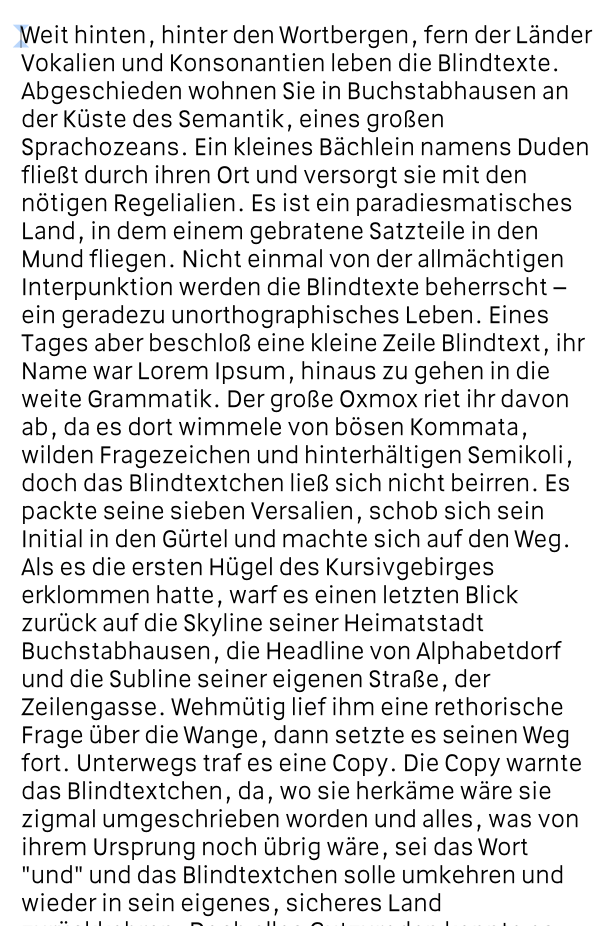 Weit hinten, hinter den Wortbergen, fern der Länder
Vokalien und Konsonantien leben die Blindtexte.
Abgeschieden wohnen Sie in Buchstabhausen an
der Küste des Semantik, eines großen
Sprachozeans. Ein kleines Bächlein namens Duden
fließt durch ihren Ort und versorgt sie mit den
nötigen Regelialien. Es ist ein paradiesmatisches
Land, in dem einem gebratene Satzteile in den
Mund fliegen. Nicht einmal von der allmächtigen
Interpunktion werden die Blindtexte beherrscht –
ein geradezu unorthographisches Leben. Eines
Tages aber beschloß eine kleine Zeile Blindtext, ihr
Name war Lorem Ipsum, hinaus zu gehen in die
weite Grammatik. Der große Oxmox riet ihr davon
ab, da es dort wimmele von bösen Kommata,
wilden Fragezeichen und hinterhältigen Semikoli,
doch das Blindtextchen ließ sich nicht beirren. Es
packte seine sieben Versalien, schob sich sein
Initial in den Gürtel und machte sich auf den Weg.
Als es die ersten Hügel des Kursivgebirges
erklommen hatte, warf es einen letzten Blick
zurück auf die Skyline seiner Heimatstadt
Buchstabhausen, die Headline von Alphabetdorf
und die Subline seiner eigenen Straße, der
Zeilengasse. Wehmütig lief ihm eine rethorische
Frage über die Wange, dann setzte es seinen Weg
fort. Unterwegs traf es eine Copy. Die Copy warnte
das Blindtextchen, da, wo sie herkäme wäre sie
zigmal umgeschrieben worden und alles, was von
ihrem Ursprung noch übrig wäre, sei das Wort
"und" und das Blindtextchen solle umkehren und
wieder in sein eigenes, sicheres Land